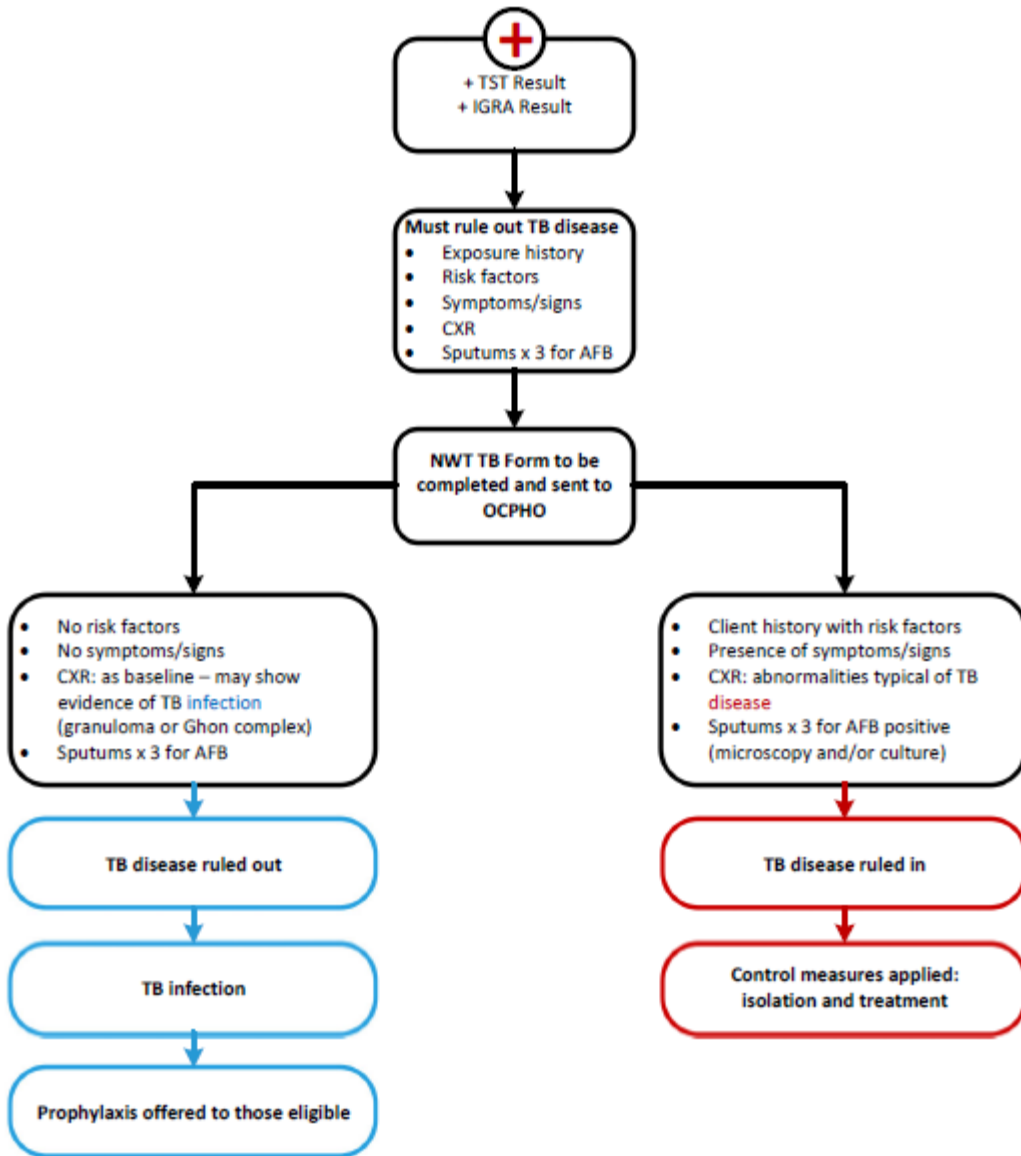 + TST Result
+ IGRA Result
Must rule out TB disease
• Exposure history
• Risk factors
• Symptoms/signs
• CXR
• Sputums x 3 for AFB
NWT TB Form to be
completed and sent to
OCPHO
• No risk factors
• No symptoms/signs
• CXR: as baseline – may show
evidence of TB infection
(granuloma or Ghon complex)
• Sputums x 3 for AFB
TB disease ruled out
TB infection
Prophylaxis offered to those eligible
• Client history with risk factors
• Presence of symptoms/signs
• CXR: abnormalities typical of TB
disease
• Sputums x 3 for AFB positive
(microscopy and/or culture)
TB disease ruled in
Control measures applied:
isolation and treatment